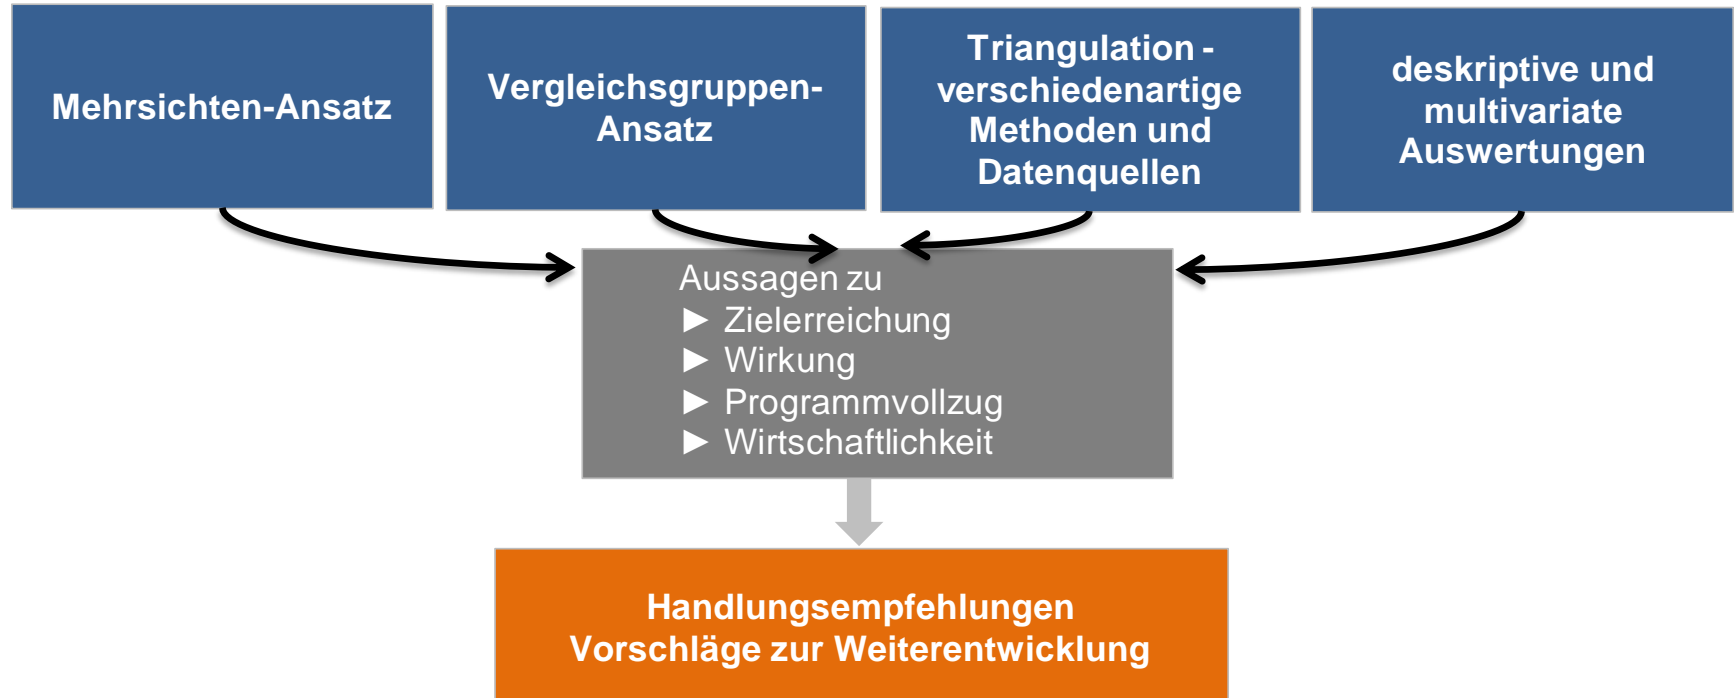 Mehrsichten-Ansatz
Vergleichsgruppen-
Ansatz
Triangulation -
verschiedenartige
Methoden und
Datenquellen
deskriptive und
multivariate
Auswertungen
Aussagen zu
► Zielerreichung
► Wirkung
► Programmvollzug
► Wirtschaftlichkeit
Handlungsempfehlungen
Vorschläge zur Weiterentwicklung